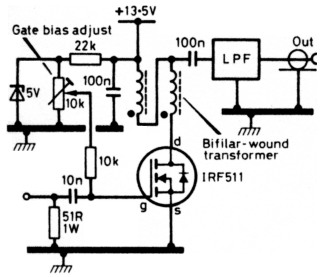 +13·5V
Gate bias adjust
22k
100n
LPF
Out
5V
10k
100n
Bifilar-wound
transformer
10k
d
IRF511
10n
g
s
51R
1W